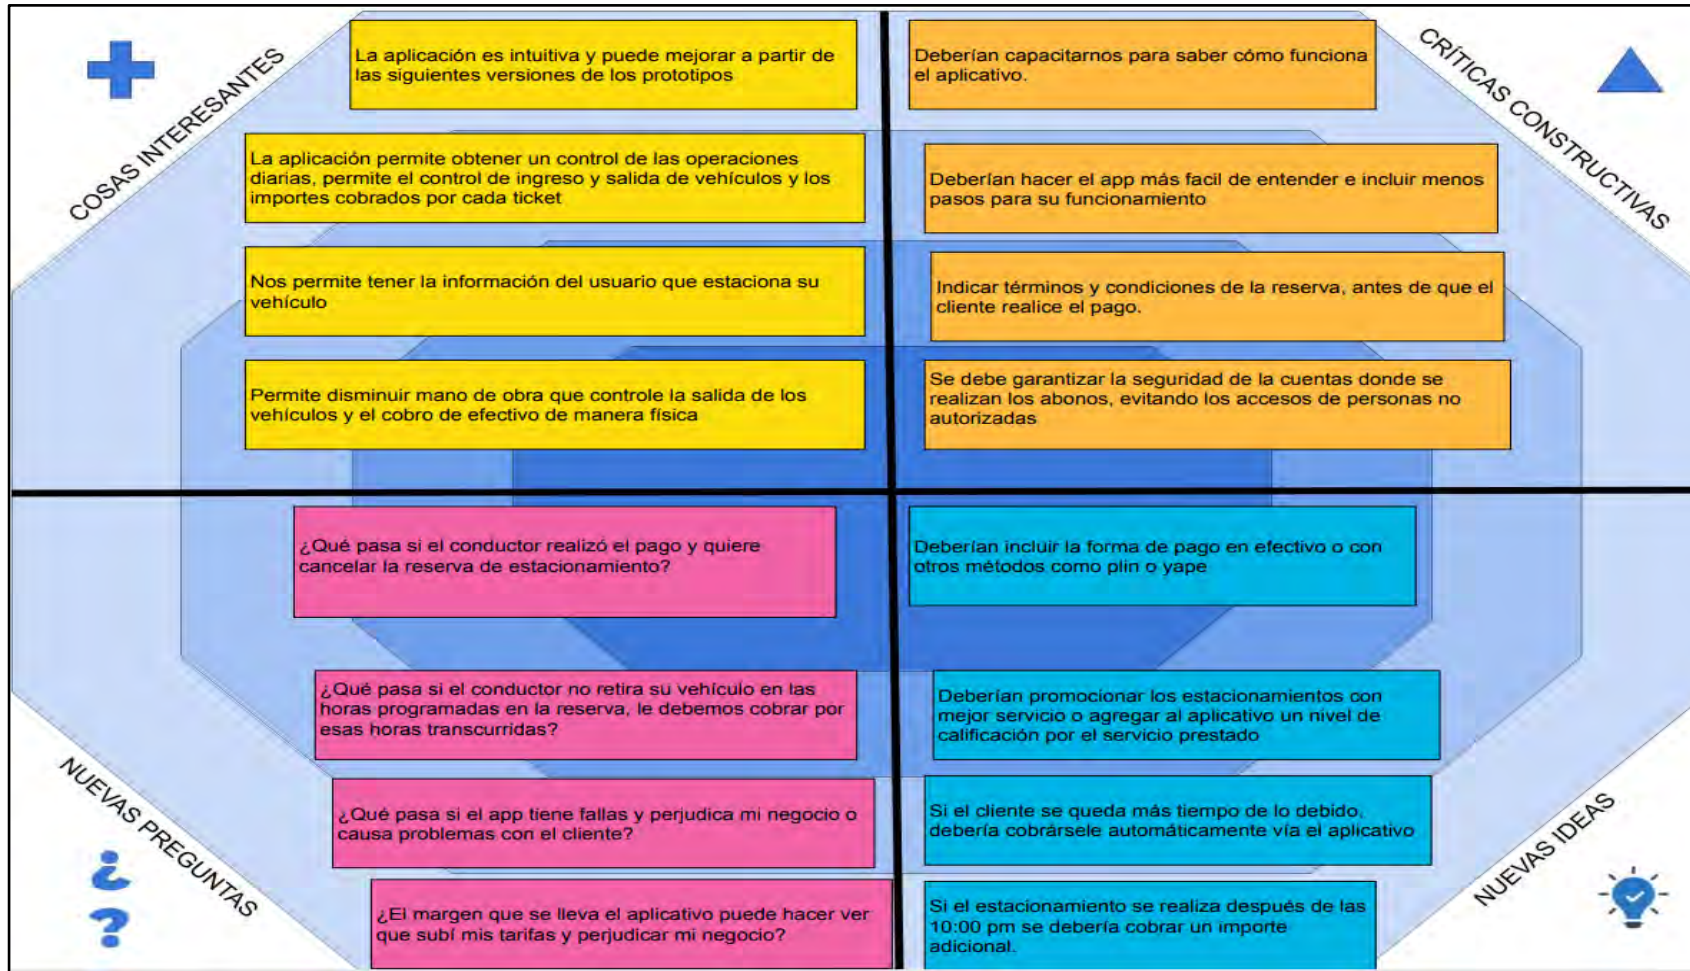 COSAS INTERESANTES
La aplicación es intuitiva y puede mejorar a partir de
las siguientes versiones de los prototipos
La aplicación permite obtener un control de las operaciones
diarias, permite el control de ingreso y salida de vehículos y los
importes cobrados por cada ticket
Nos permite tener la información del usuario que estaciona su
vehículo
Permite disminuir mano de obra que controle la salida de los
vehículos y el cobro de efectivo de manera física
CRÍTICAS CONSTRUCTIVAS
Deberían capacitarnos para saber cómo funciona
el aplicativo.
Deberían hacer el app más facil de entender e incluir menos
pasos para su funcionamiento
Indicar términos y condiciones de la reserva, antes de que el
cliente realice el pago.
Se debe garantizar la seguridad de la cuentas donde se
realizan los abonos, evitando los accesos de personas no
autorizadas
NUEVAS PREGUNTAS
¿Qué pasa si el conductor realizó el pago y quiere
cancelar la reserva de estacionamiento?
¿Qué pasa si el conductor no retira su vehículo en las
horas programadas en la reserva, le debemos cobrar por
esas horas transcurridas?
¿Qué pasa si el app tiene fallas y perjudica mi negocio o
causa problemas con el cliente?
¿El margen que se lleva el aplicativo puede hacer ver
que subí mis tarifas y perjudicar mi negocio?
¿
?
NUEVAS IDEAS
Deberían incluir la forma de pago en efectivo o con
otros métodos como plin o yape
Deberían promocionar los estacionamientos con
mejor servicio o agregar al aplicativo un nivel de
calificación por el servicio prestado
Si el cliente se queda más tiempo de lo debido,
debería cobrársele automáticamente vía el aplicativo
Si el estacionamiento se realiza después de las
10:00 pm se debería cobrar un importe
adicional.